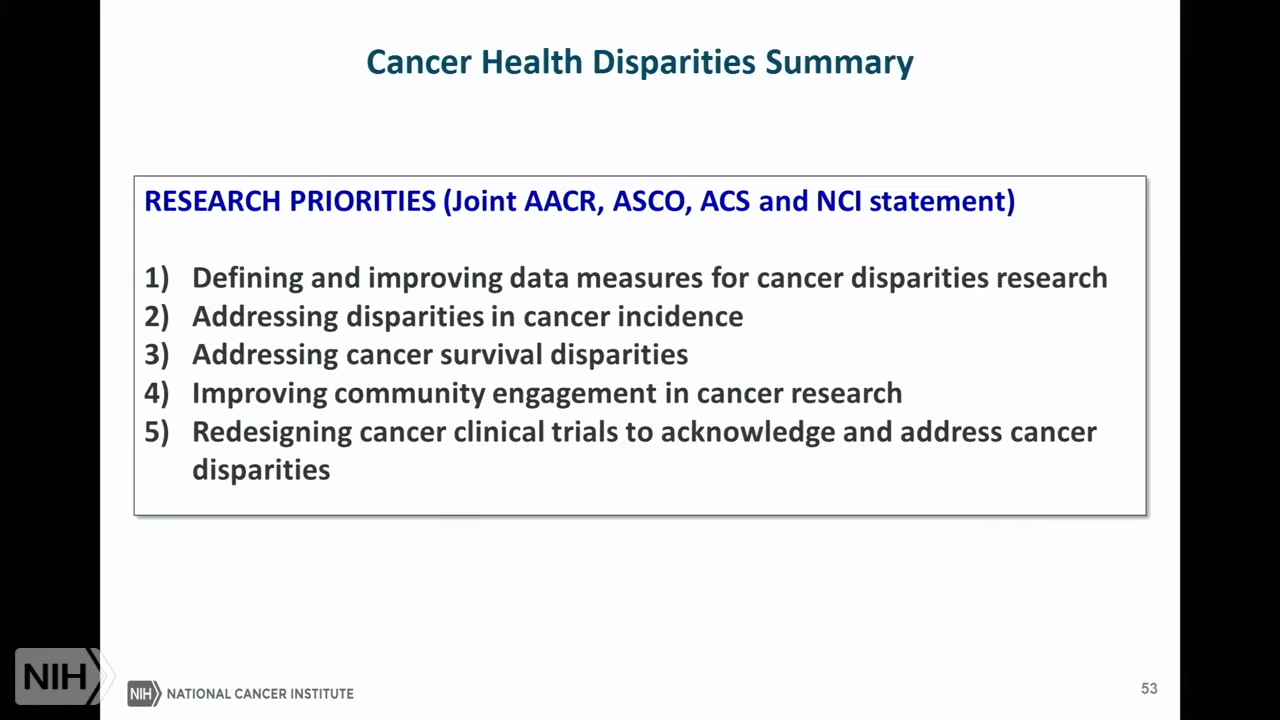 Cancer Health Disparities Summary
RESEARCH PRIORITIES (Joint AACR, ASCO, ACS and NCI statement)
1) Defining and improving data measures for cancer disparities research
2) Addressing disparities in cancer incidence
3) Addressing cancer survival disparities
4) Improving community engagement in cancer research
5) Redesigning cancer clinical trials to acknowledge and address cancer
disparities
NIH
NIH NATIONAL CANCER INSTITUTE
53